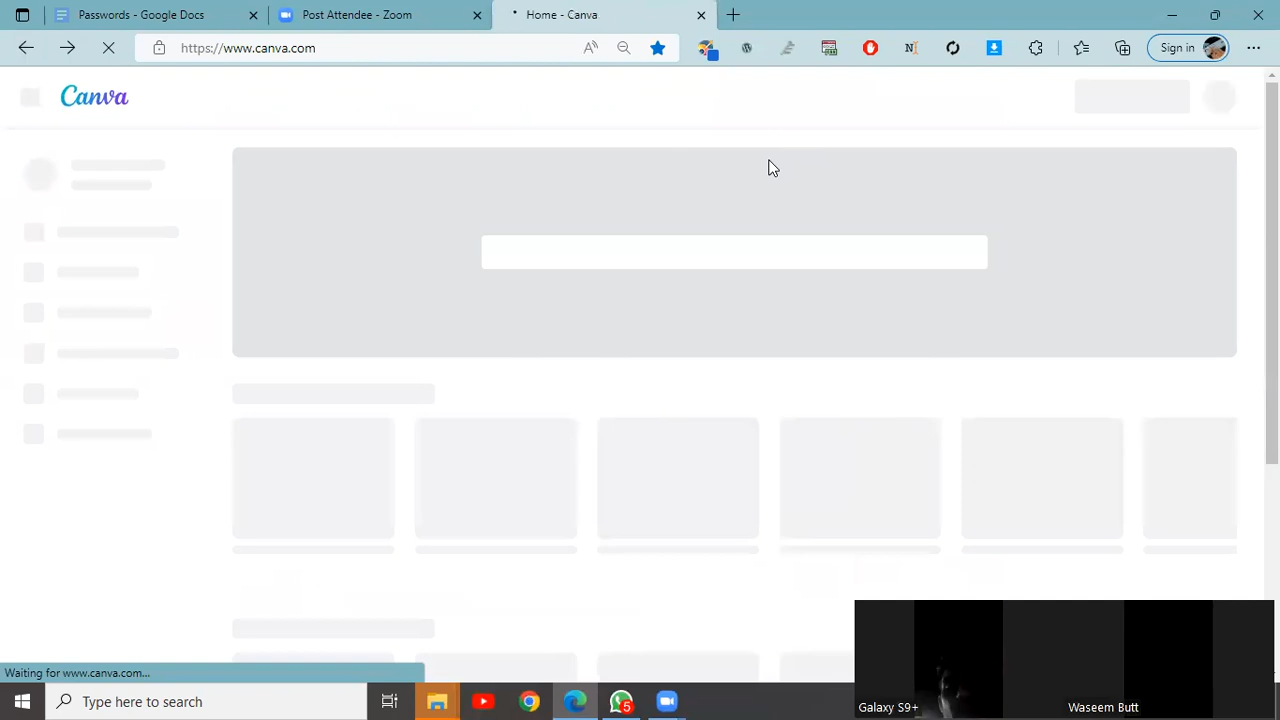 Passwords - Google Docs
Post Attendee - Zoom
Home - Canva
https://www.canva.com
Sign in
Canva
Waiting for www.canva.com...
Type here to search
5
Galaxy S9+
Waseem Butt